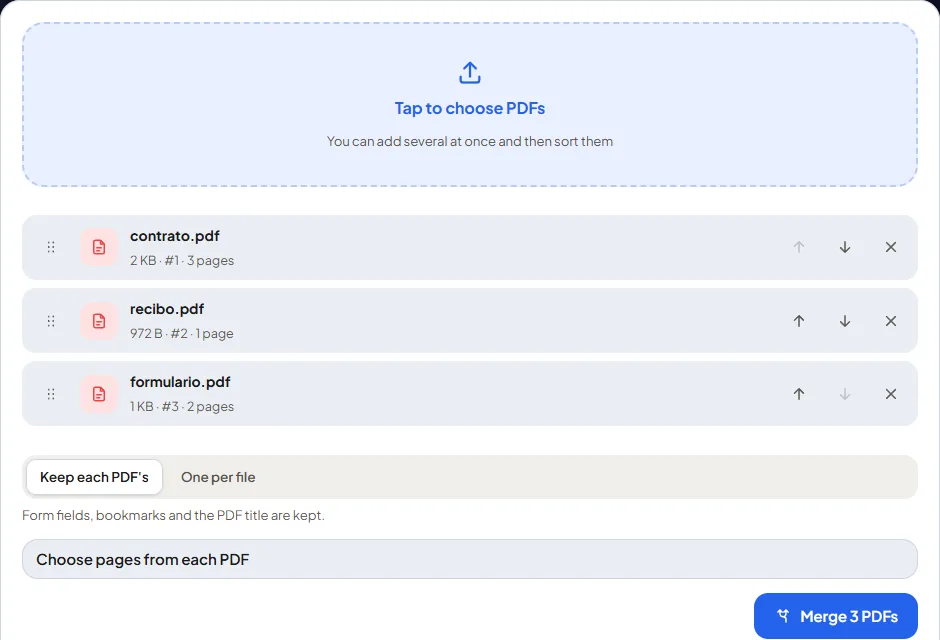 Tap to choose PDFs
You can add several at once and then sort them
contrato.pdf
2 KB · #1 · 3 pages
recibo.pdf
972 B · #2 · 1 page
formulario.pdf
1 KB · #3 · 2 pages
Keep each PDF's One per file
Form fields, bookmarks and the PDF title are kept.
Choose pages from each PDF
Merge 3 PDFs